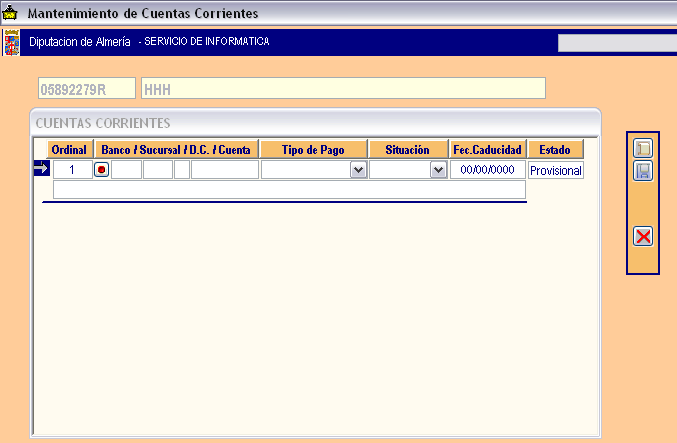 Mantenimiento de Cuentas Corrientes
Diputacion de Almería - SERVICIO DE INFORMATICA
05892279R HHH
CUENTAS CORRIENTES
Ordinal Banco / Sucursal / D.C. / Cuenta Tipo de Pago Situación Fec.Caducidad Estado
1 00/00/0000 Provisional